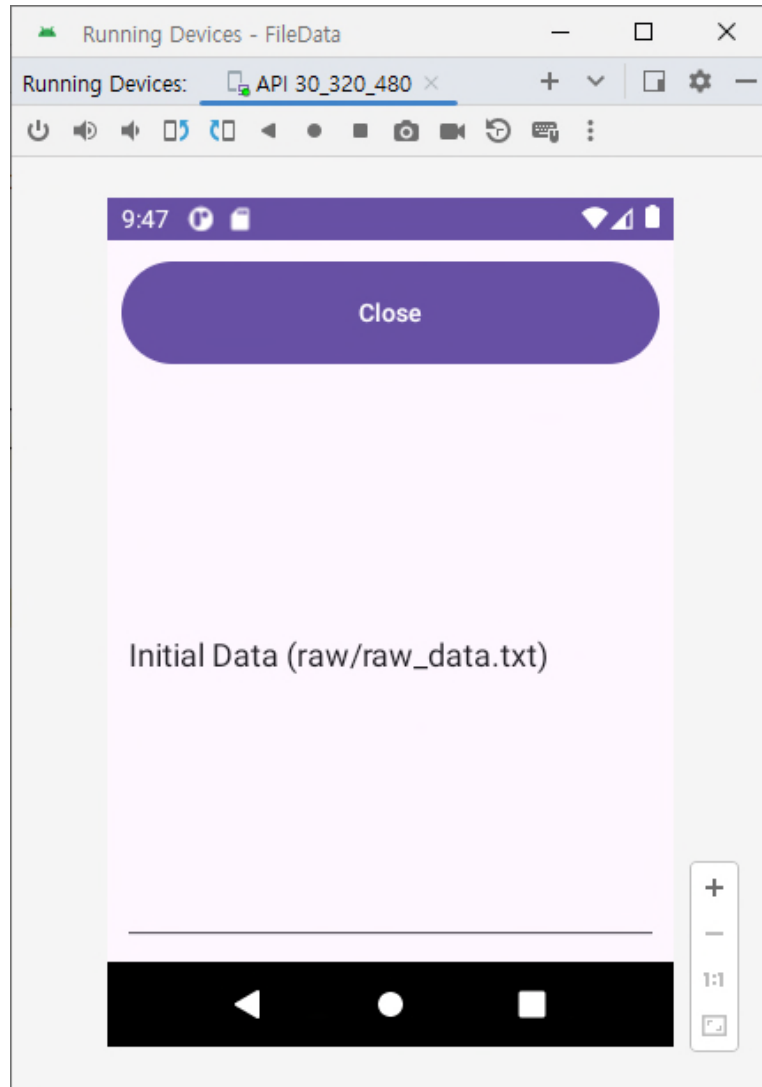 Running Devices - FileData
Running Devices: API 30_320_480
9:47
Close
Initial Data (raw/raw_data.txt)
1:1